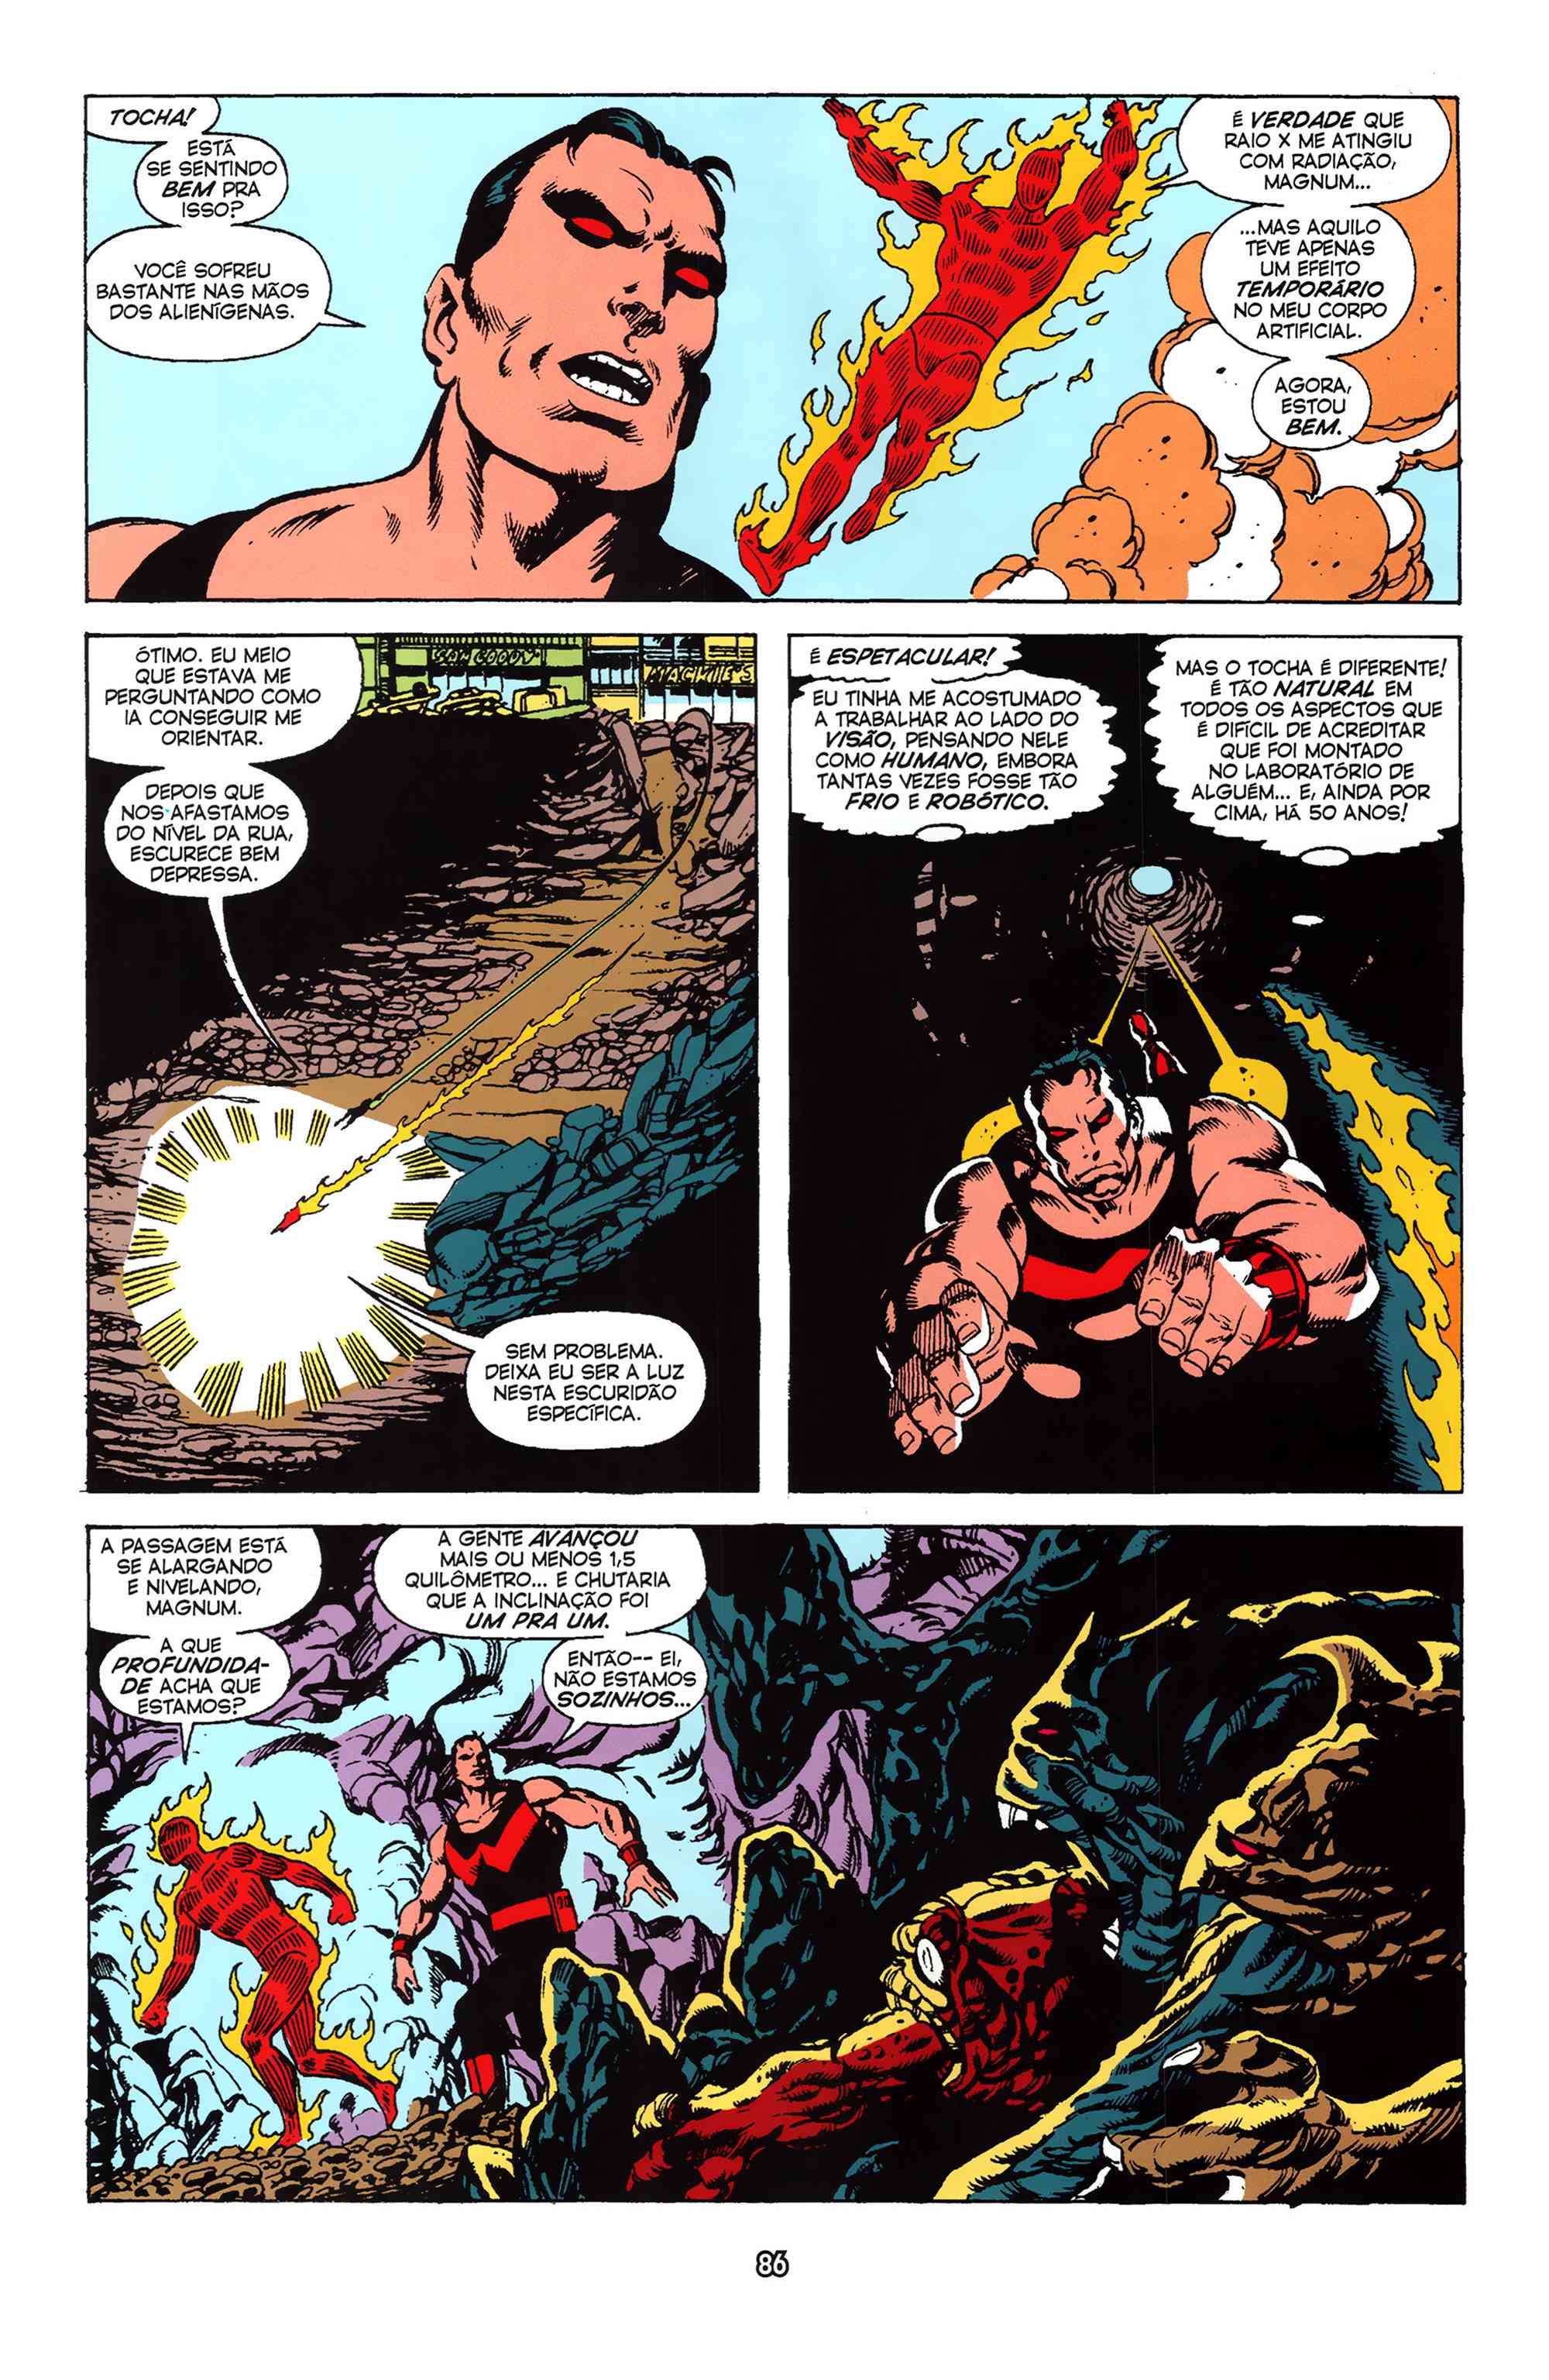 TOCHA!
ESTÁ
SE SENTINDO
BEM PRA
ISSO?
VOCÊ SOFREU
BASTANTE NAS MÃOS
DOS ALIENÍGENAS.
É VERDADE QUE
RAIO X ME ATINGIU
COM RADIAÇÃO,
MAGNUM...
...MAS AQUILO
TEVE APENAS
UM EFEITO
TEMPORÁRIO
NO MEU CORPO
ARTIFICIAL.
AGORA,
ESTOU
BEM.
ÓTIMO. EU MEIO
QUE ESTAVA ME
PERGUNTANDO COMO
IA CONSEGUIR ME
ORIENTAR.
DEPOIS QUE
NOS AFASTAMOS
DO NÍVEL DA RUA,
ESCURECE BEM
DEPRESSA.
SEM PROBLEMA.
DEIXA EU SER A LUZ
NESTA ESCURIDÃO
ESPECÍFICA.
É ESPETACULAR!
EU TINHA ME ACOSTUMADO
A TRABALHAR AO LADO DO
VISÃO, PENSANDO NELE
COMO HUMANO, EMBORA
TANTAS VEZES FOSSE TÃO
FRIO E ROBÓTICO.
MAS O TOCHA É DIFERENTE!
É TÃO NATURAL EM
TODOS OS ASPECTOS QUE
É DIFÍCIL DE ACREDITAR
QUE FOI MONTADO
NO LABORATÓRIO DE
ALGUÉM... E, AINDA POR
CIMA, HÁ 50 ANOS!
A PASSAGEM ESTÁ
SE ALARGANDO
E NIVELANDO,
MAGNUM.
A QUE
PROFUNDIDA-
DE ACHA QUE
ESTAMOS?
A GENTE AVANÇOU
MAIS OU MENOS 1,5
QUILÔMETRO... E CHUTARIA
QUE A INCLINAÇÃO FOI
UM PRA UM.
ENTÃO-- EI,
NÃO ESTAMOS
SOZINHOS...
86